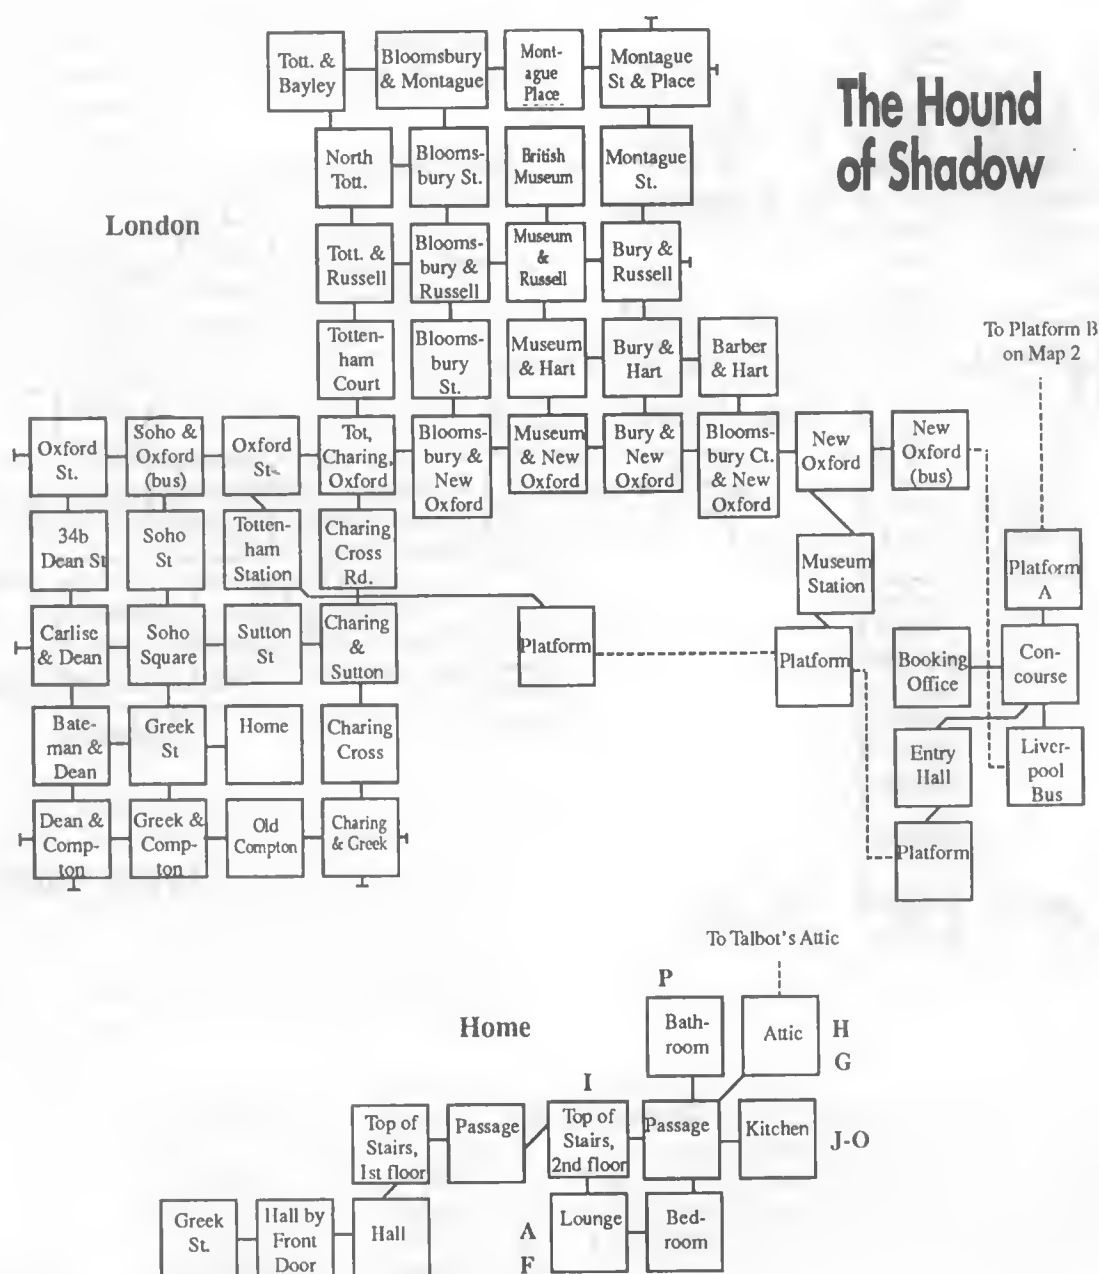 The Hound
of Shadow
London
Tott. &
Bayley
Bloomsbury
& Montague
Mont-
ague
Place
Montague
St & Place
North
Tott.
Blooms-
bury St.
British
Museum
Montague
St.
Tott. &
Russell
Blooms-
bury &
Russell
Museum
&
Russell
Bury &
Russell
Totten-
ham
Court
Blooms-
bury
St.
Museum
& Hart
Bury &
Hart
Barber
& Hart
To Platform B
on Map 2
Oxford
St.
Soho &
Oxford
(bus)
Oxford
St.
Tot,
Charing,
Oxford
Blooms-
bury &
New
Oxford
Museum
& New
Oxford
Bury &
New
Oxford
Blooms-
bury Ct.
& New
Oxford
New
Oxford
New
Oxford
(bus)
34b
Dean St
Soho
St
Totten-
ham
Station
Charing
Cross
Rd.
Museum
Station
Platform
A
Carlise
& Dean
Soho
Square
Sutton
St
Charing
&
Sutton
Platform
Platform
Booking
Office
Con-
course
Bate-
man &
Dean
Greek
St
Home
Charing
Cross
Entry
Hall
Liver-
pool
Bus
Dean &
Comp-
ton
Greek &
Comp-
ton
Old
Compton
Charing
& Greek
Platform
To Talbot's Attic
Home
P
Bath-
room
Attic
H
G
I
Top of
Stairs,
1st floor
Passage
Top of
Stairs,
2nd floor
Passage
Kitchen
J-O
Greek
St.
Hall by
Front
Door
Hall
A
F
Lounge
Bed-
room